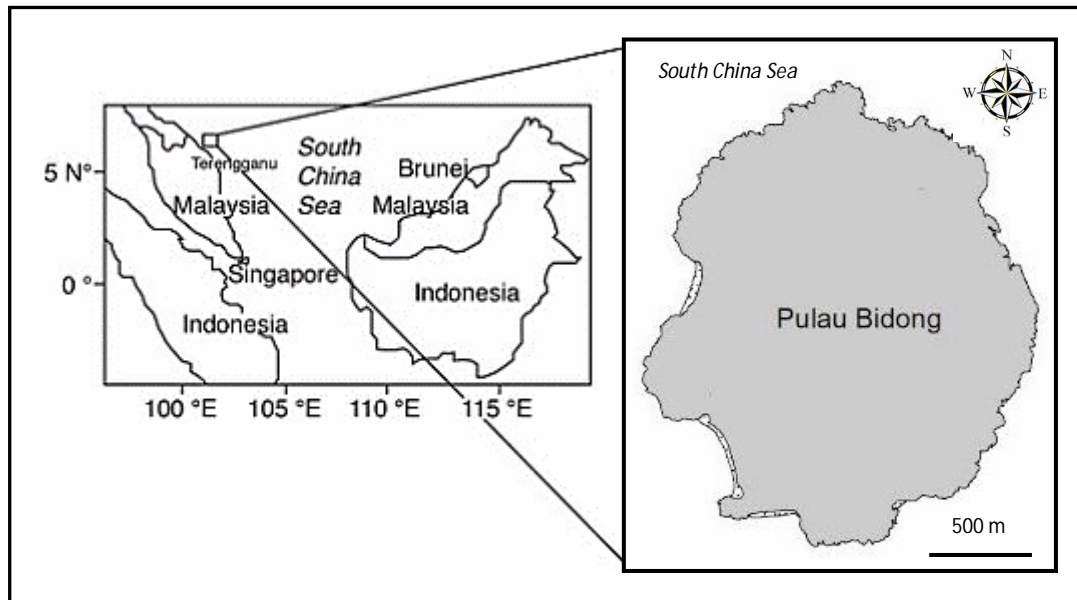 South China Sea
N
W
E
S
5 Nº
0 °
Terengganu
Malaysia
South
China
Sea
Brunei
Malaysia
Singapore
Indonesia
Indonesia
100 °E
105 °E
110 °E
115 °E
Pulau Bidong
500 m